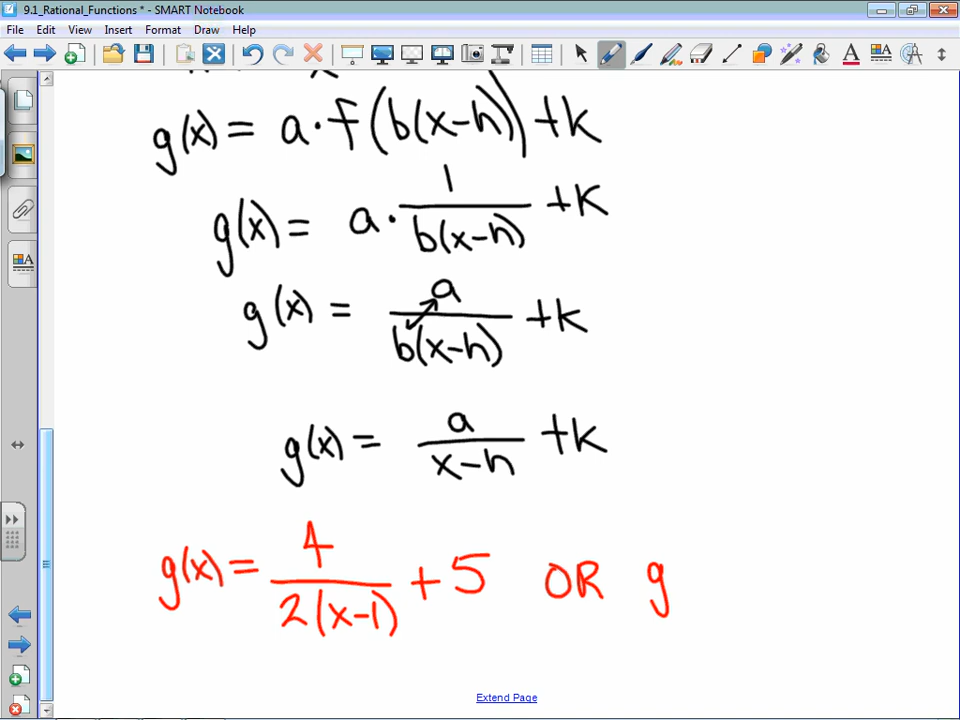 9.1_Rational_Functions * - SMART Notebook
File Edit View Insert Format Draw Help
g(x) = a · f(b(x-h)) + k
g(x) = a · 1/(b(x-h)) + k
g(x) = a/(b(x-h)) + k
g(x) = a/(x-h) + k
g(x) = 4/(2(x-1)) + 5 OR g
Extend Page